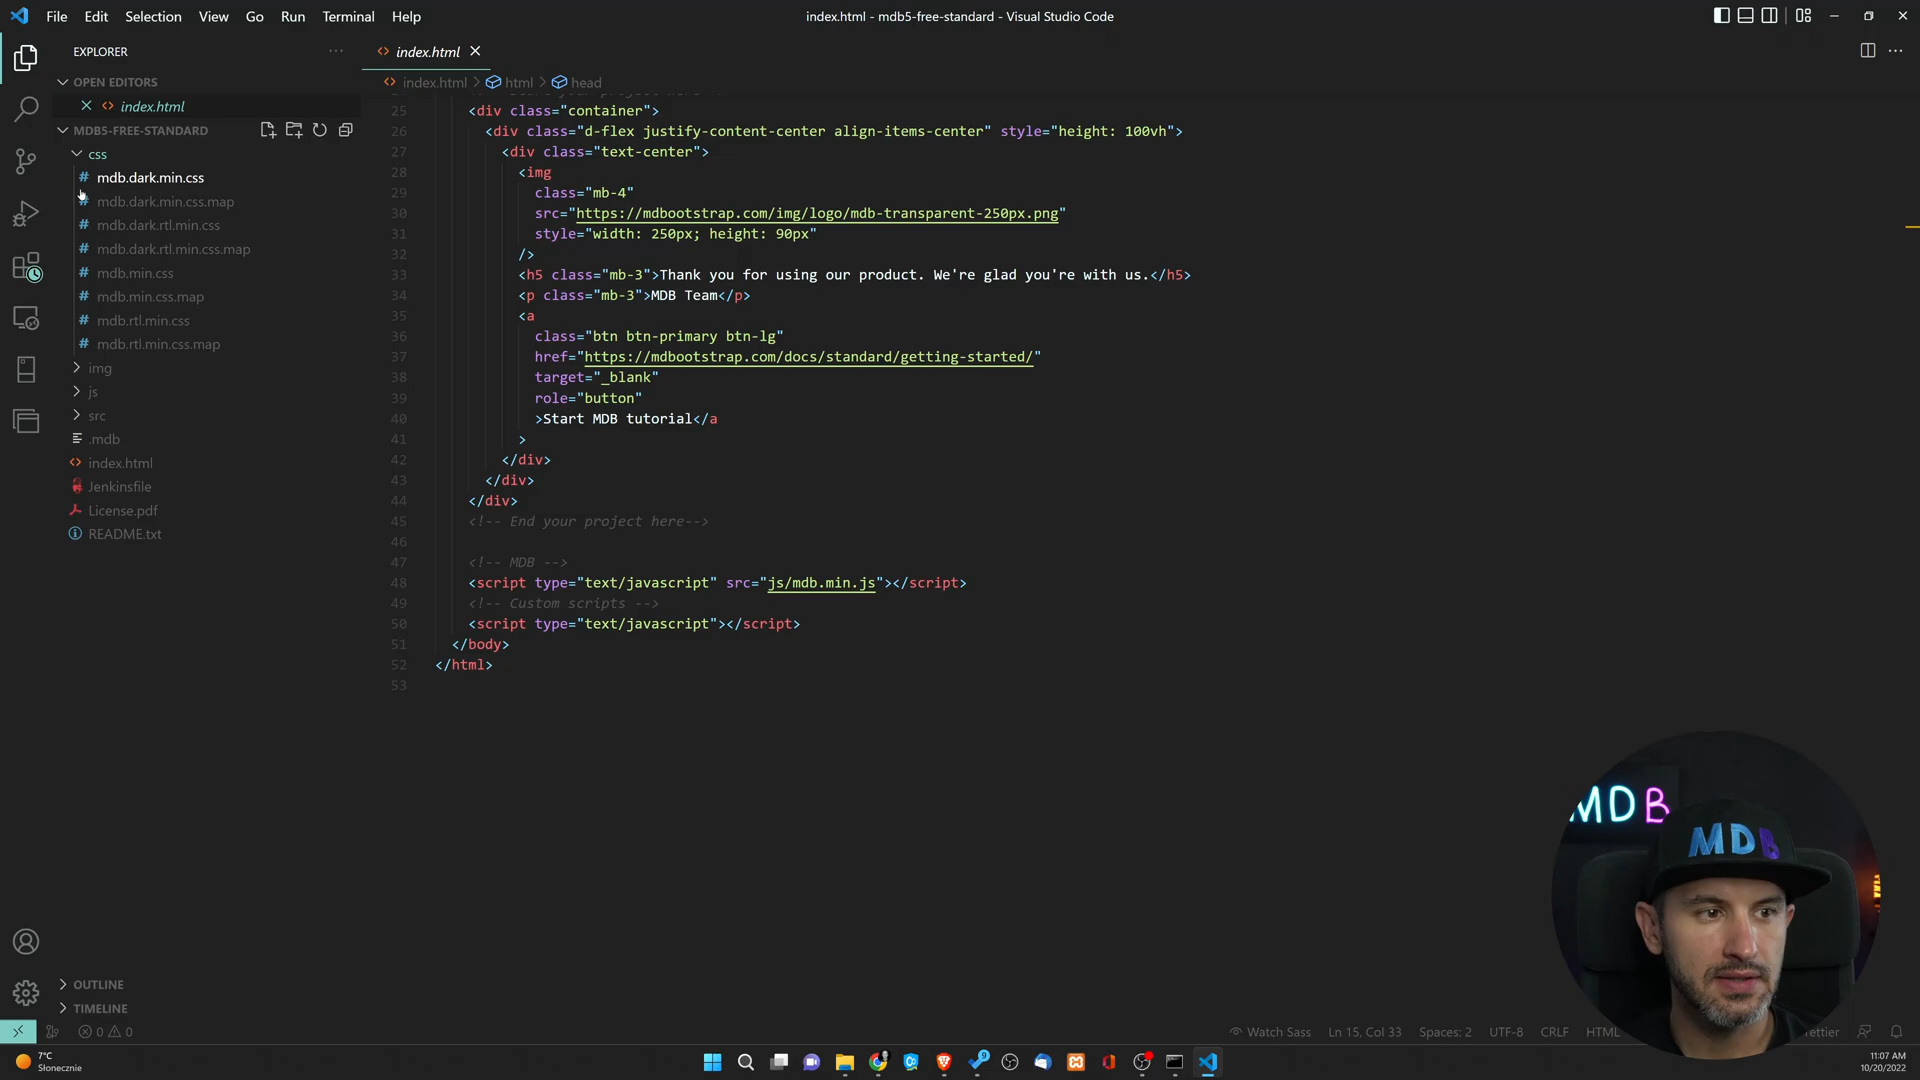 File Edit Selection View Go Run Terminal Help
index.html - mdb5-free-standard - Visual Studio Code
EXPLORER
index.html
OPEN EDITORS
index.html > html > head
index.html
MDB5-FREE-STANDARD
css
mdb.dark.min.css
mdb.dark.min.css.map
mdb.dark.rtl.min.css
mdb.dark.rtl.min.css.map
mdb.min.css
mdb.min.css.map
mdb.rtl.min.css
mdb.rtl.min.css.map
img
js
src
.mdb
index.html
Jenkinsfile
License.pdf
README.txt
OUTLINE
TIMELINE
25 <div class="container">
26 <div class="d-flex justify-content-center align-items-center" style="height: 100vh">
27 <div class="text-center">
28 <img
29 class="mb-4"
30 src="https://mdbootstrap.com/img/logo/mdb-transparent-250px.png"
31 style="width: 250px; height: 90px"
32 />
33 <h5 class="mb-3">Thank you for using our product. We're glad you're with us.</h5>
34 <p class="mb-3">MDB Team</p>
35 <a
36 class="btn btn-primary btn-lg"
37 href="https://mdbootstrap.com/docs/standard/getting-started/"
38 target="_blank"
39 role="button"
40 >Start MDB tutorial</a
41 >
42 </div>
43 </div>
44 </div>
45 <!-- End your project here-->
46
47 <!-- MDB -->
48 <script type="text/javascript" src="js/mdb.min.js"></script>
49 <!-- Custom scripts -->
50 <script type="text/javascript"></script>
51 </body>
52 </html>
53
MDB
MDB
0 0
Watch Sass Ln 15, Col 33 Spaces: 2 UTF-8 CRLF HTML
7°C
Słonecznie
9
11:07 AM
10/20/2022